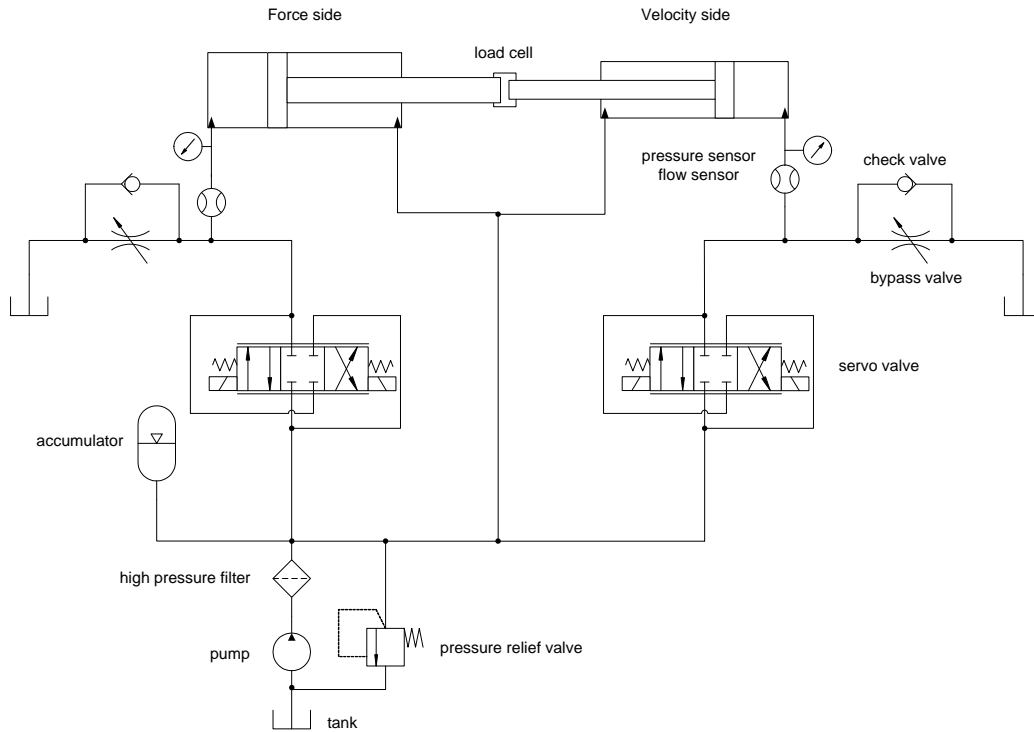 Force side
Velocity side
load cell
pressure sensor
flow sensor
check valve
bypass valve
servo valve
accumulator
high pressure filter
pump
pressure relief valve
tank